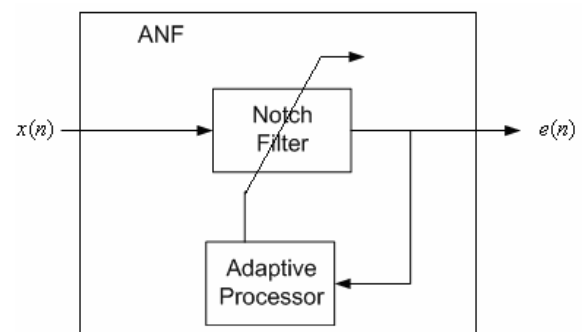 ANF
x(n)
Notch
Filter
e(n)
Adaptive
Processor